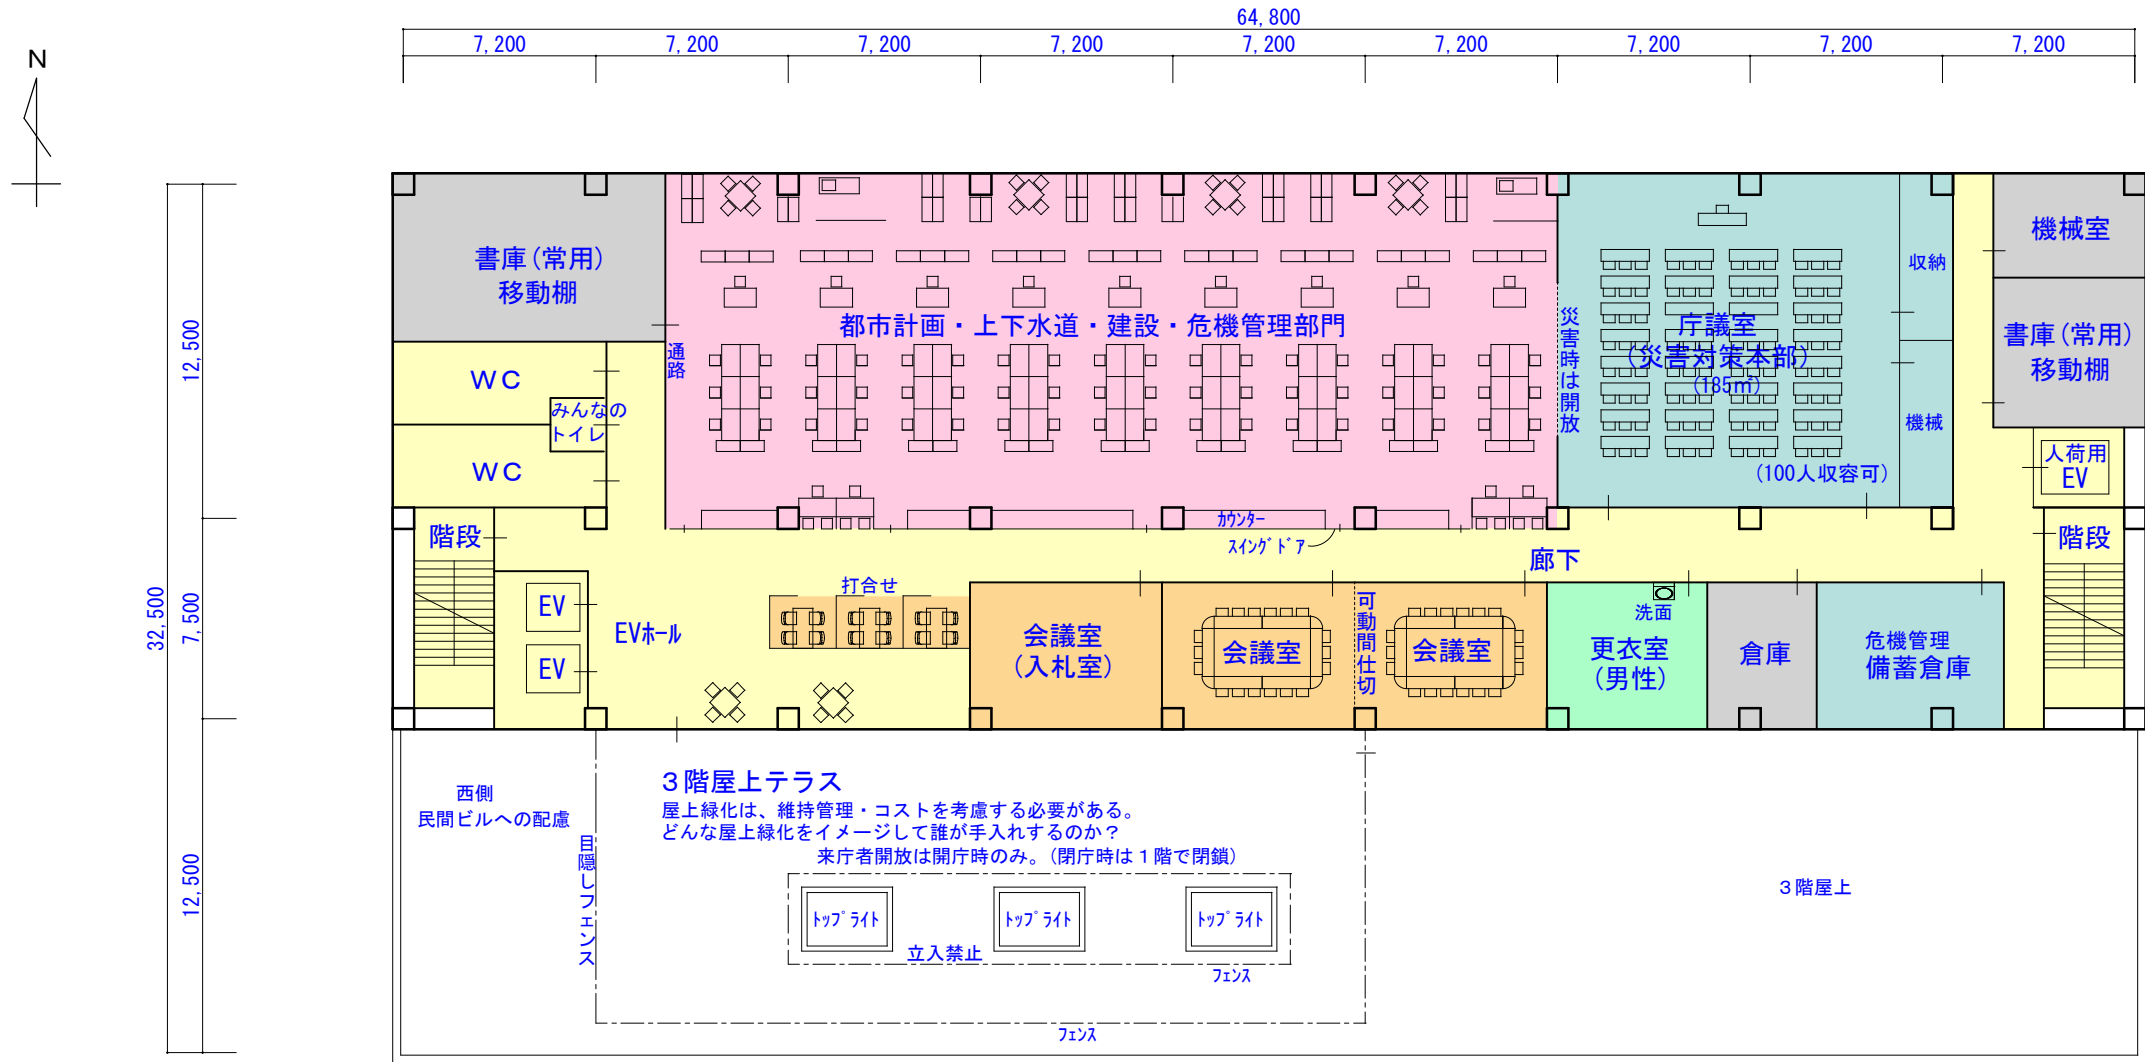 64,800
7,200
7,200
7,200
7,200
7,200
7,200
7,200
7,200
7,200
N
書庫(常用)
移動棚
都市計画・上下水道・建設・危機管理部門
通路
災害時は開放
庁議室
(災害対策本部)
(185㎡)
(100人収容可)
収納
機械
機械室
書庫(常用)
移動棚
人荷用
EV
ＷＣ
みんなの
トイレ
ＷＣ
12,500
32,500
7,500
12,500
階段
EV
EV
EVホール
打合せ
カウンター
スイングドア
廊下
階段
会議室
(入札室)
会議室
可動間仕切
会議室
洗面
更衣室
(男性)
倉庫
危機管理
備蓄倉庫
西側
民間ビルへの配慮
目隠しフェンス
３階屋上テラス
屋上緑化は、維持管理・コストを考慮する必要がある。
どんな屋上緑化をイメージして誰が手入れするのか？
来庁者開放は開庁時のみ。(閉庁時は１階で閉鎖)
トップライト
トップライト
トップライト
立入禁止
フェンス
フェンス
３階屋上